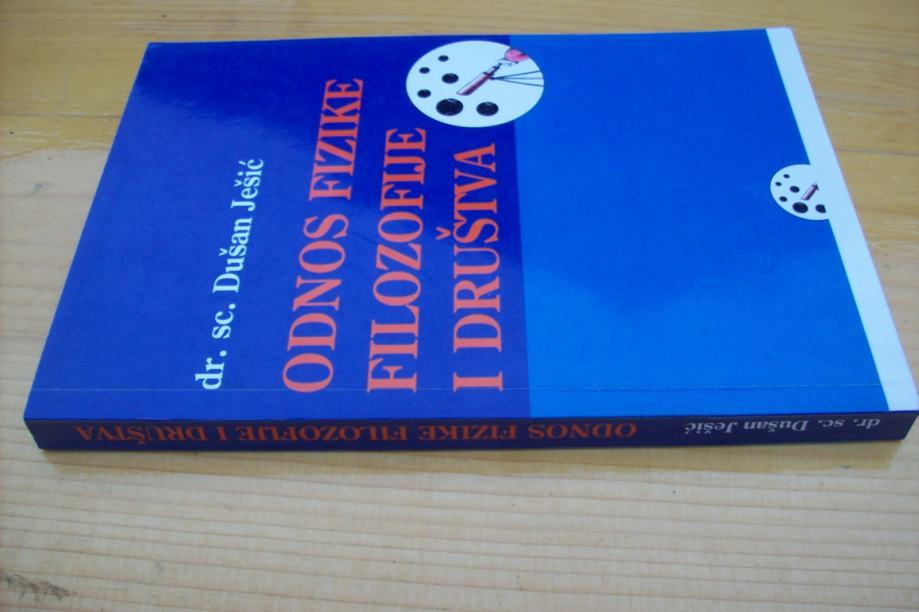 dr. sc. Dušan Ješić
ODNOS FIZIKE
FILOZOFIJE
I DRUŠTVA
dr. sc. Dušan Ješić
ODNOS FIZIKE FILOZOFIJE I DRUŠTVA